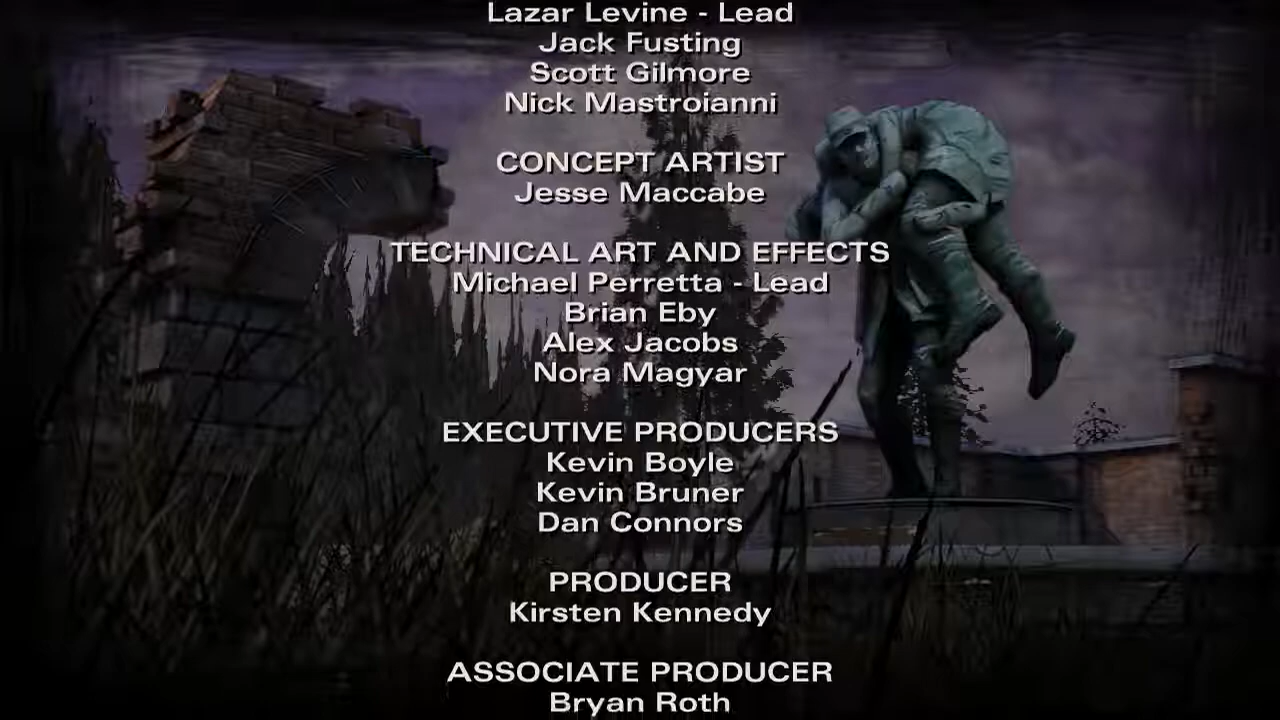 Lazar Levine - Lead
Jack Fusting
Scott Gilmore
Nick Mastroianni
CONCEPT ARTIST
Jesse Maccabe
TECHNICAL ART AND EFFECTS
Michael Perretta - Lead
Brian Eby
Alex Jacobs
Nora Magyar
EXECUTIVE PRODUCERS
Kevin Boyle
Kevin Bruner
Dan Connors
PRODUCER
Kirsten Kennedy
ASSOCIATE PRODUCER
Bryan Roth